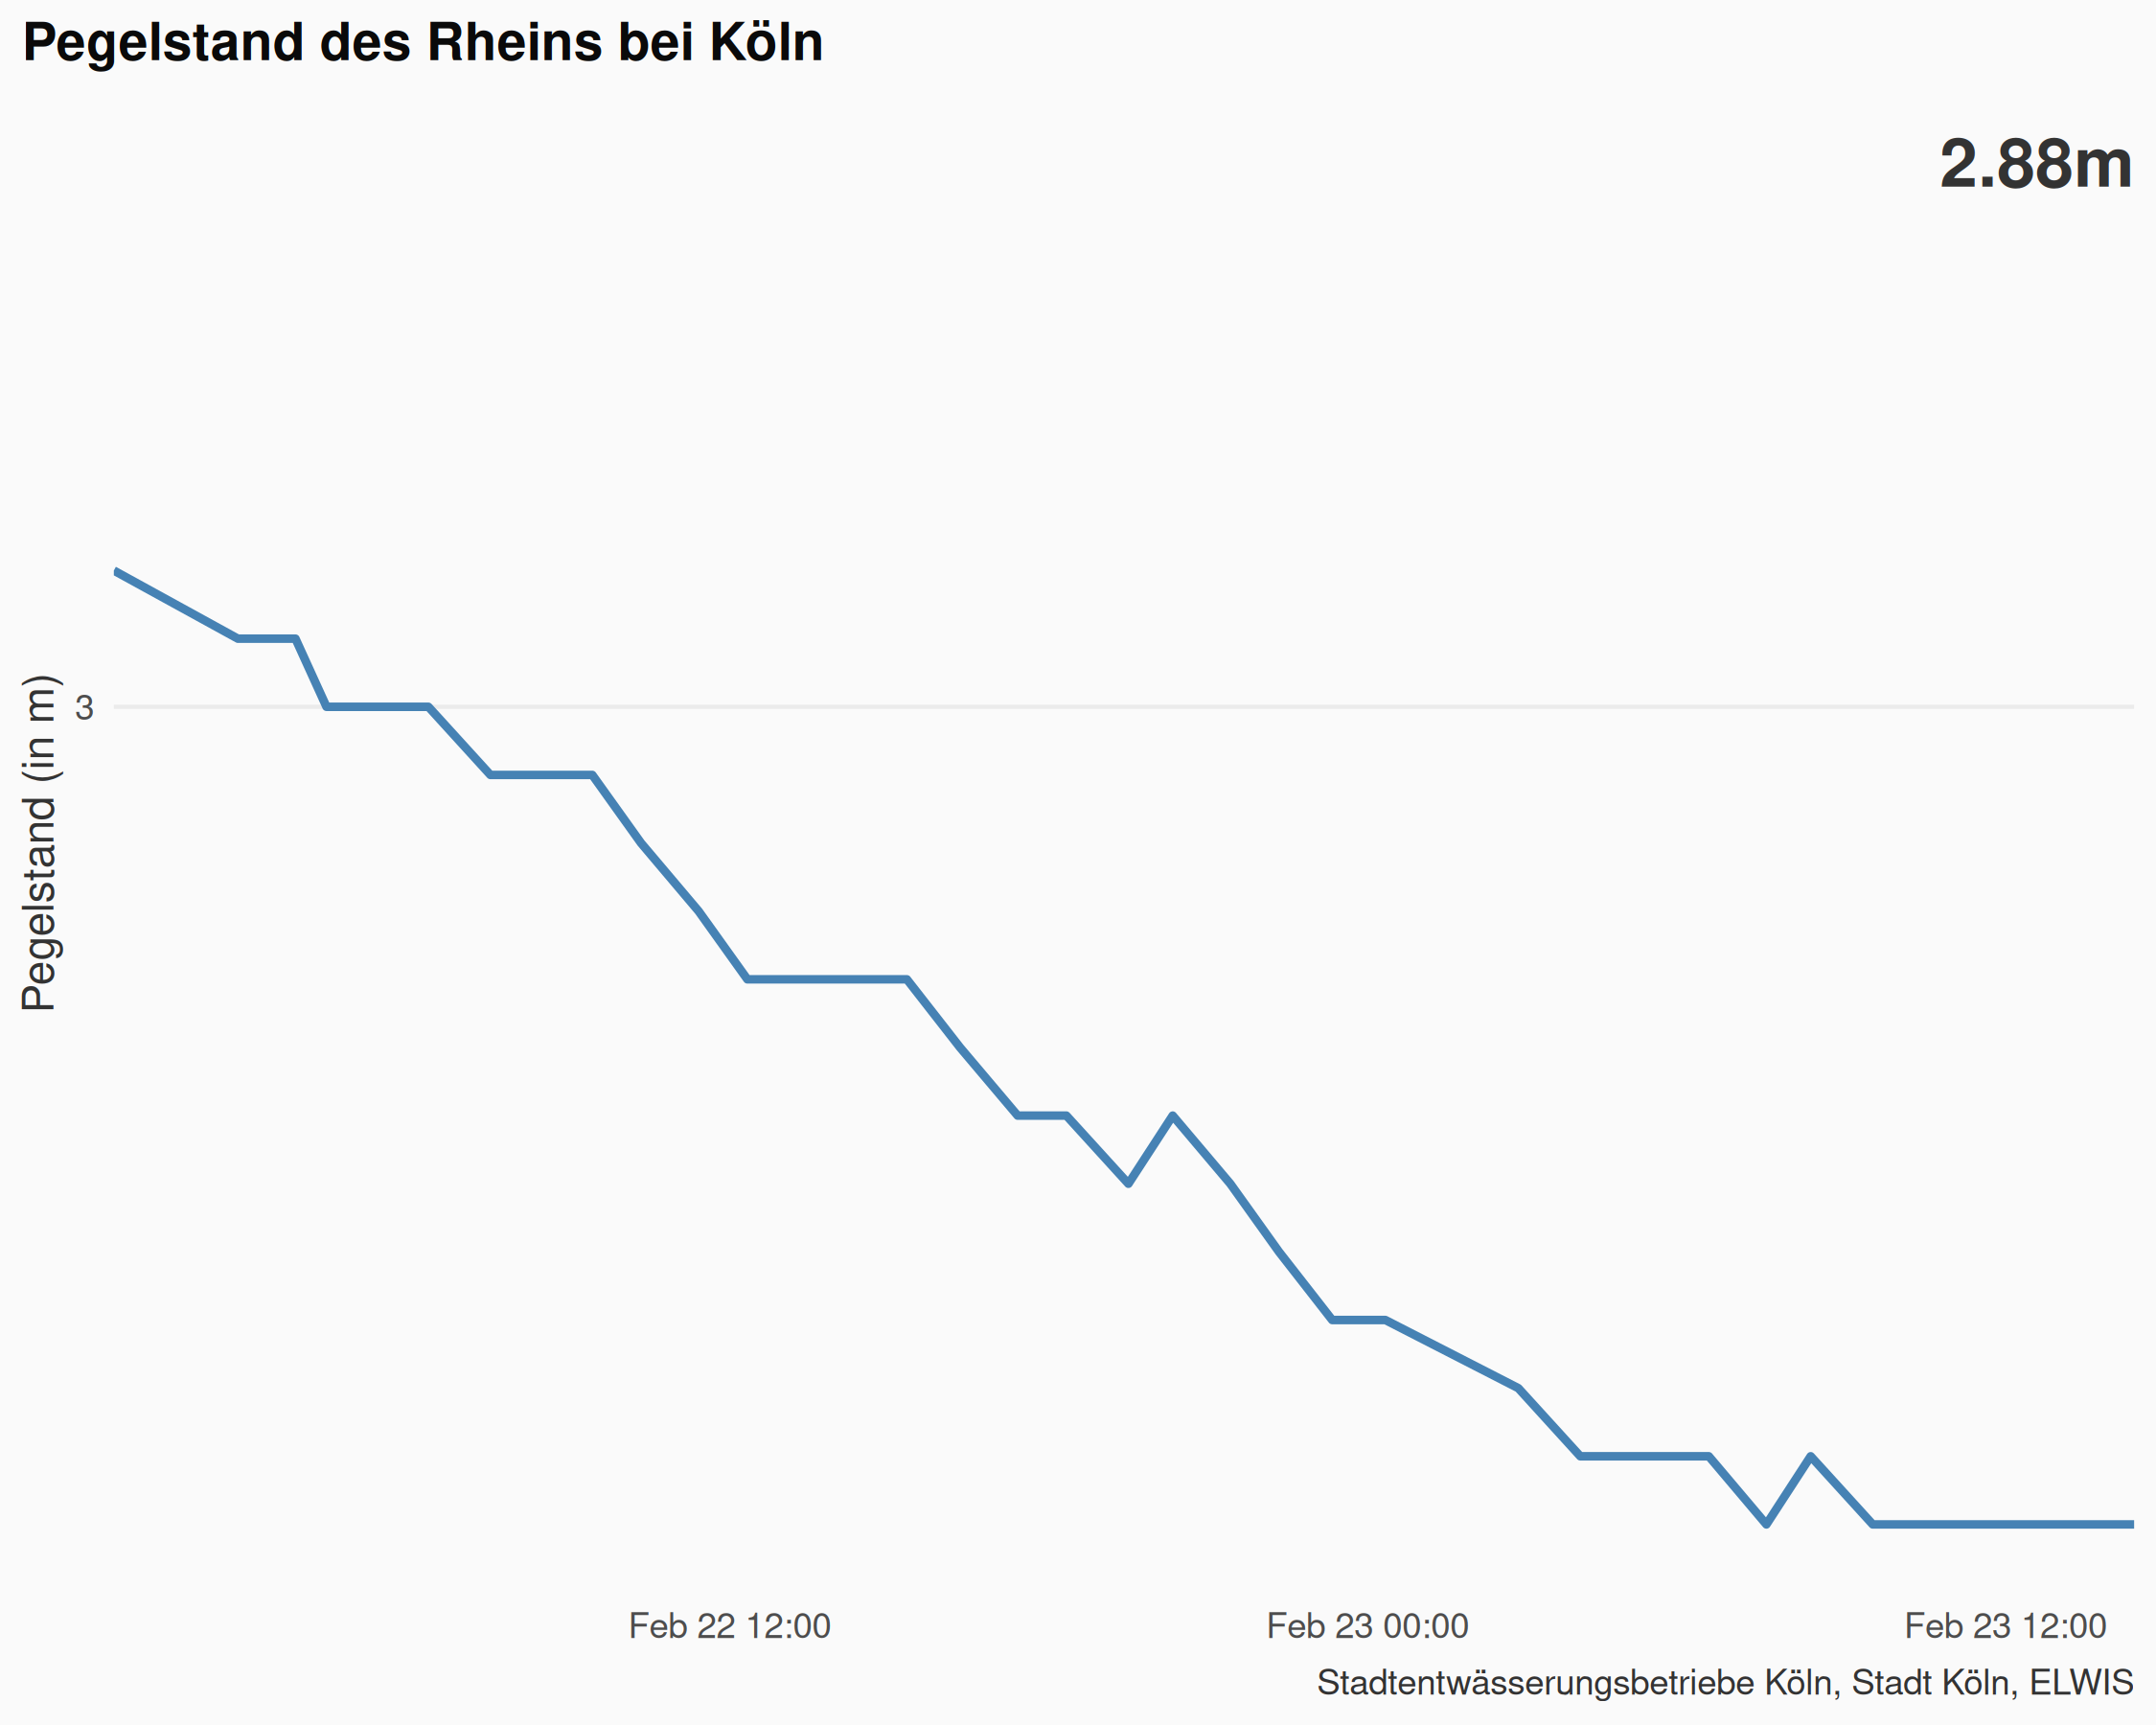 Pegelstand des Rheins bei Köln
2.88m
Pegelstand (in m)
3
Feb 22 12:00
Feb 23 00:00
Feb 23 12:00
Stadtentwässerungsbetriebe Köln, Stadt Köln, ELWIS